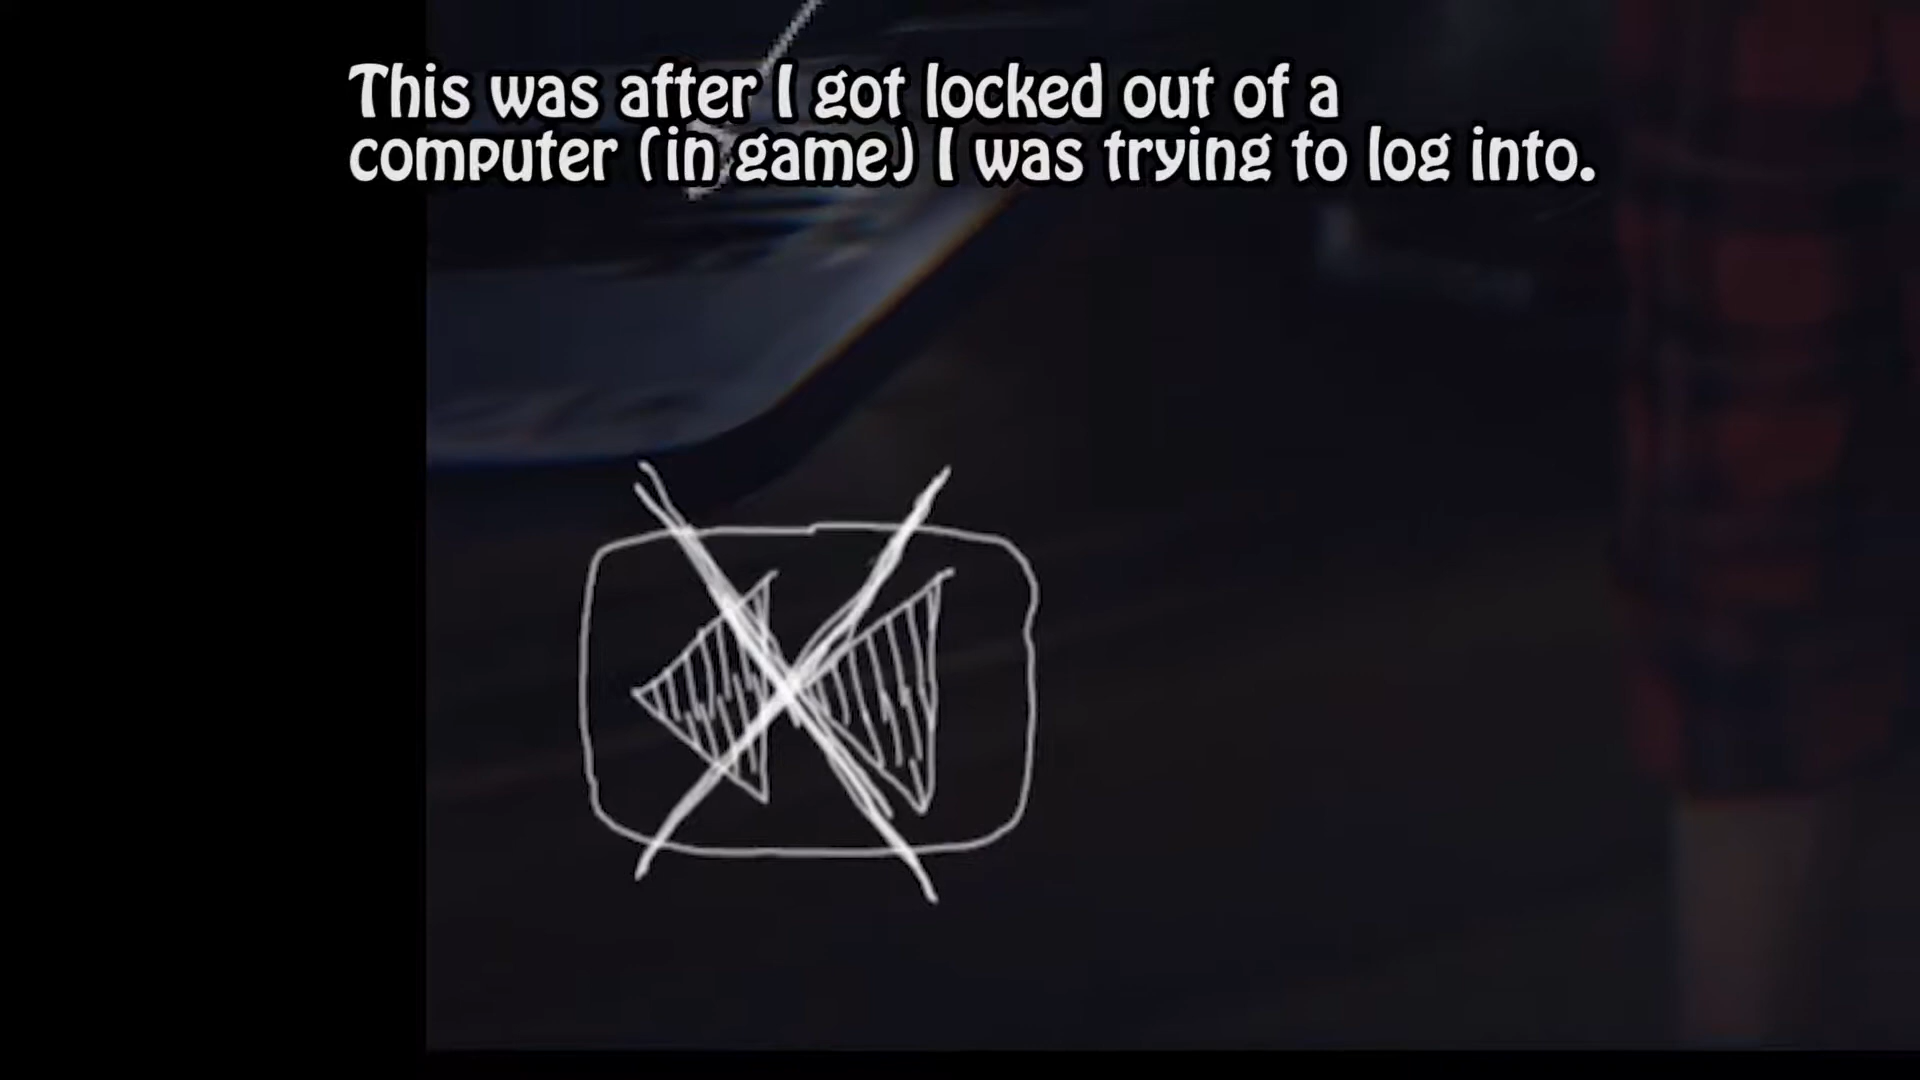 This was after I got locked out of a
computer (in game) I was trying to log into.